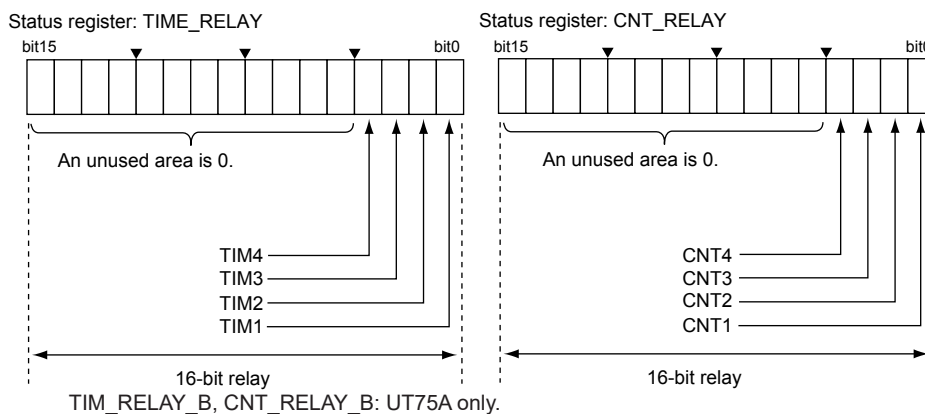 Status register: TIME_RELAY
bit15
bit0
An unused area is 0.
TIM4
TIM3
TIM2
TIM1
16-bit relay
Status register: CNT_RELAY
bit15
bit0
An unused area is 0.
CNT4
CNT3
CNT2
CNT1
16-bit relay
TIM_RELAY_B, CNT_RELAY_B: UT75A only.